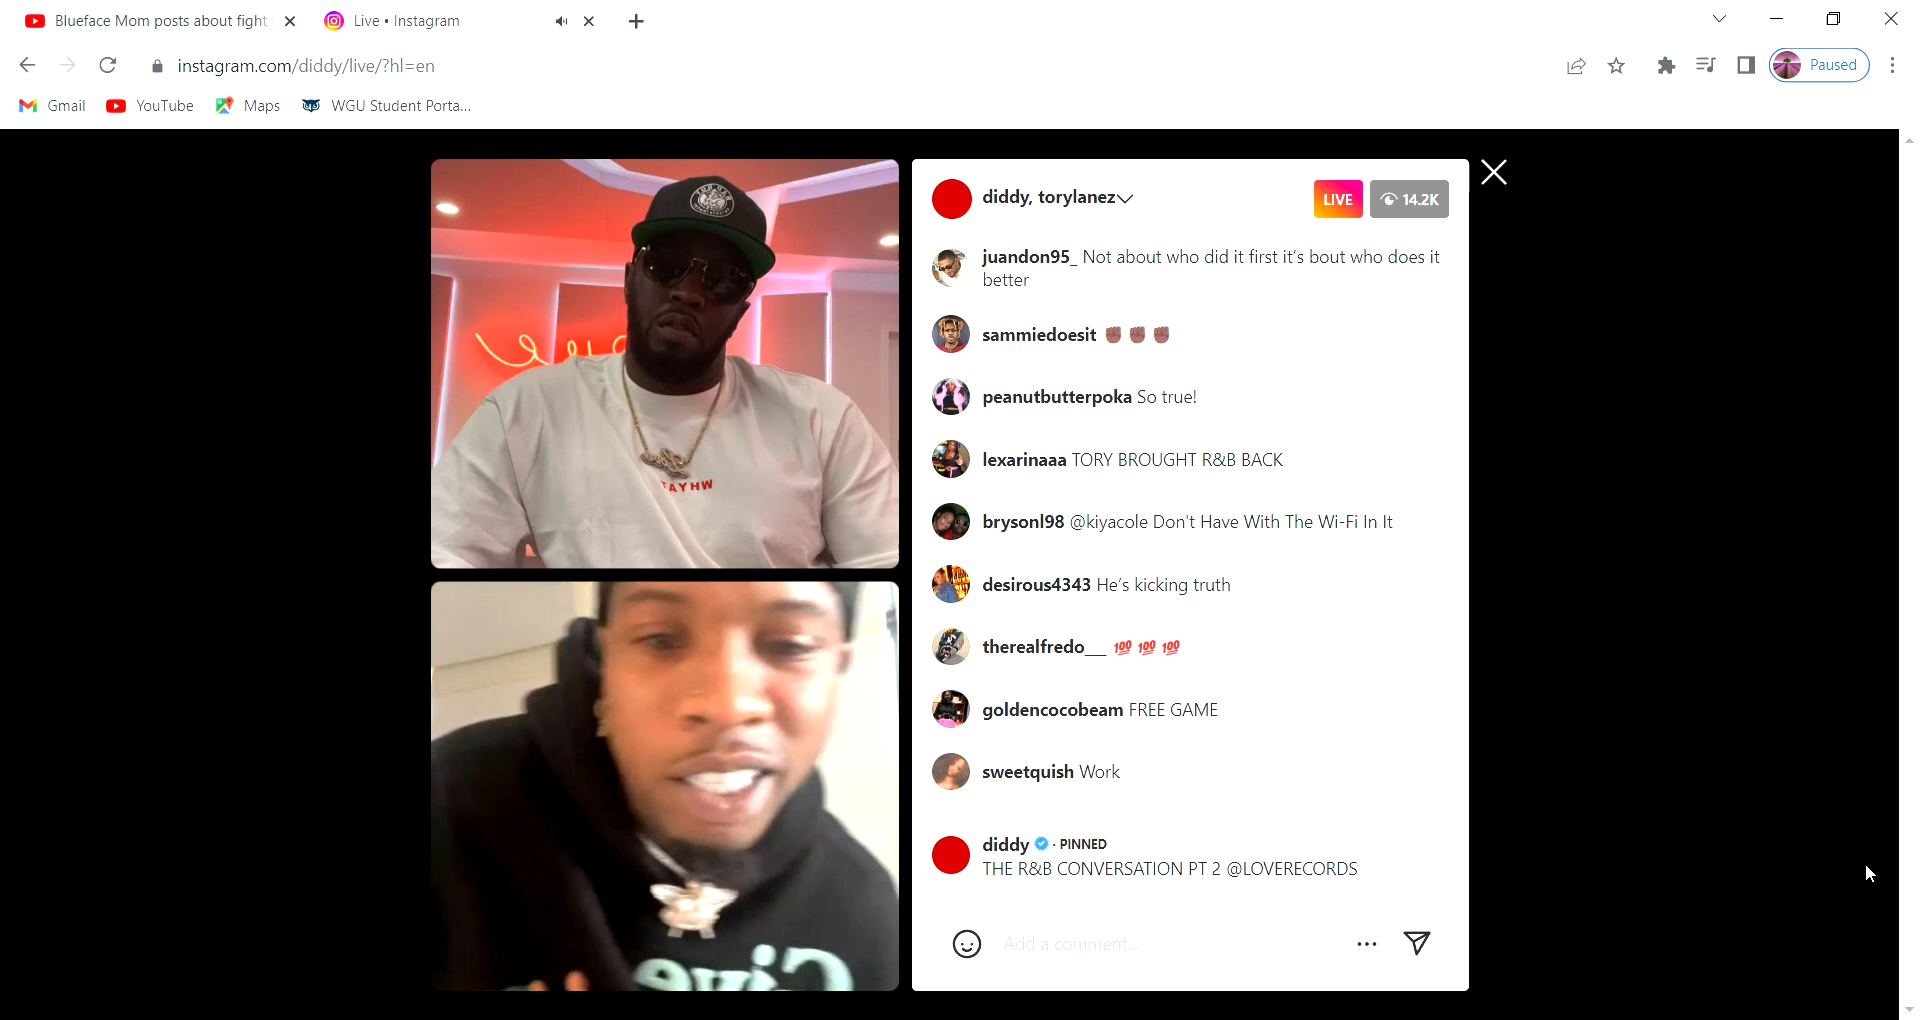 Blueface Mom posts about fight
Live • Instagram
instagram.com/diddy/live/?hl=en
Paused
Gmail
YouTube
Maps
WGU Student Porta...
diddy, torylanez
LIVE
14.2K
juandon95_ Not about who did it first it's bout who does it
better
sammiedoesit ✊🏾 ✊🏾 ✊🏾
peanutbutterpoka So true!
lexarinaaa TORY BROUGHT R&B BACK
brysonl98 @kiyacole Don't Have With The Wi-Fi In It
desirous4343 He's kicking truth
therealfredo__ 💯 💯 💯
goldencocobeam FREE GAME
sweetquish Work
diddy · PINNED
THE R&B CONVERSATION PT 2 @LOVERECORDS
Add a comment...